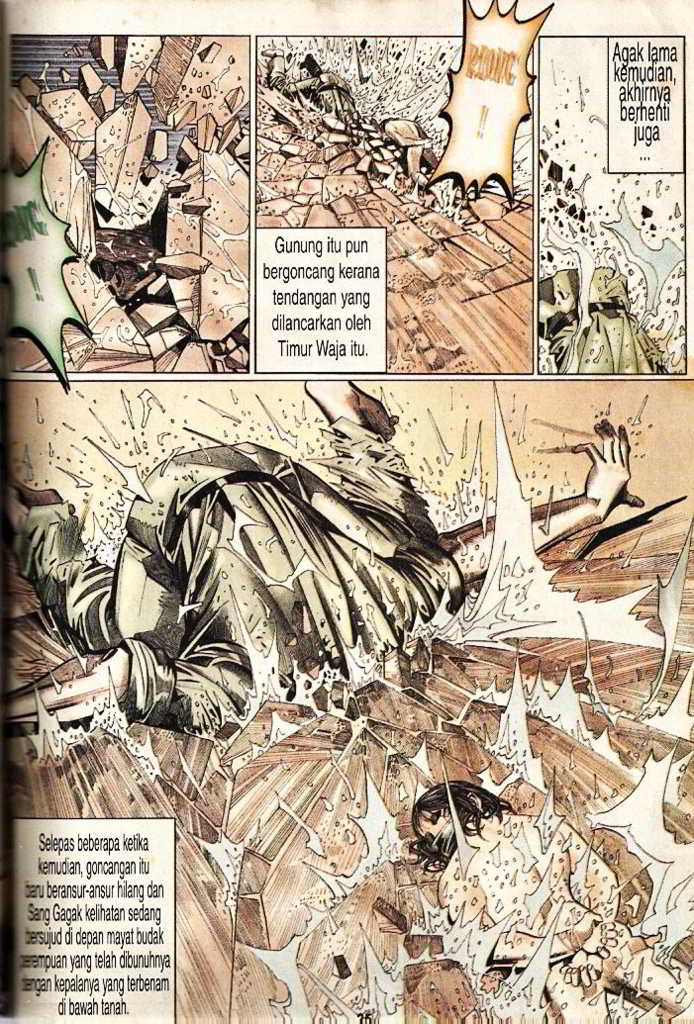 !!
!!
Agak lama
kemudian,
akhirnya
berhenti
juga
...
Gunung itu pun
bergoncang kerana
tendangan yang
dilancarkan oleh
Timur Waja itu.
Selepas beberapa ketika
kemudian, goncangan itu
baru beransur-ansur hilang dan
Sang Gagak kelihatan sedang
bersujud di depan mayat budak
perempuan yang telah dibunuhnya
dengan kepalanya yang terbenam
di bawah tanah.